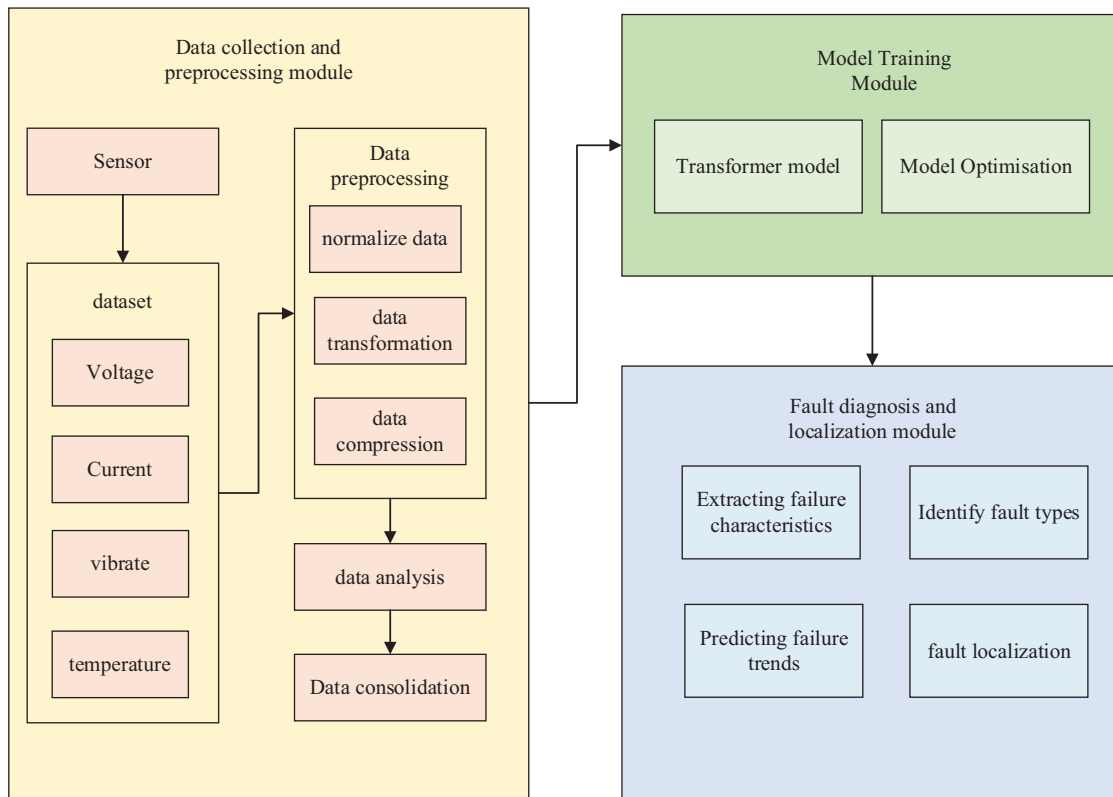 Data collection and
preprocessing module
Sensor
dataset
Voltage
Current
vibrate
temperature
Data
preprocessing
normalize data
data
transformation
data
compression
data analysis
Data consolidation
Model Training
Module
Transformer model
Model Optimisation
Fault diagnosis and
localization module
Extracting failure
characteristics
Identify fault types
Predicting failure
trends
fault localization